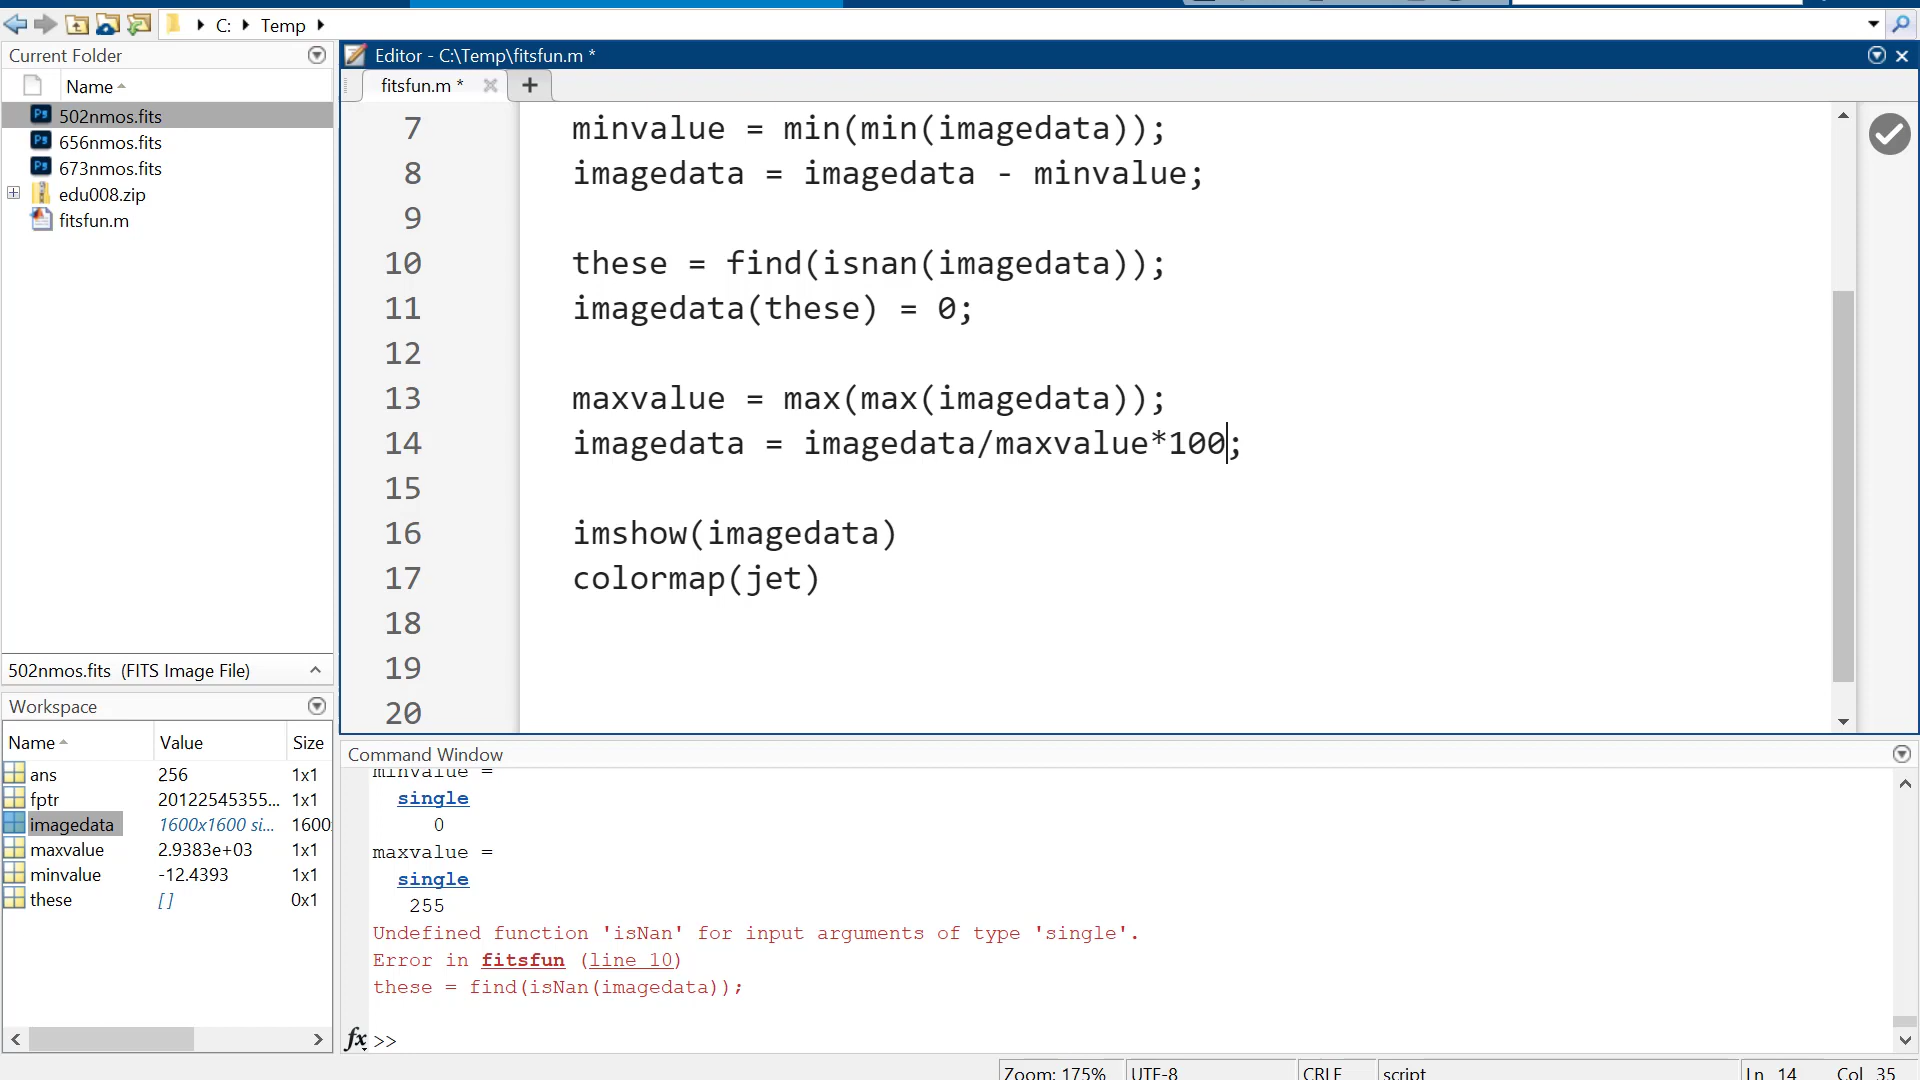 C: Temp
Current Folder
Name
502nmos.fits
656nmos.fits
673nmos.fits
edu008.zip
fitsfun.m
502nmos.fits (FITS Image File)
Workspace
Name Value Size
ans 256 1x1
fptr 20122545355... 1x1
imagedata 1600x1600 si... 1600
maxvalue 2.9383e+03 1x1
minvalue -12.4393 1x1
these [] 0x1
Editor - C:\Temp\fitsfun.m *
fitsfun.m *
7 minvalue = min(min(imagedata));
8 imagedata = imagedata - minvalue;
9
10 these = find(isnan(imagedata));
11 imagedata(these) = 0;
12
13 maxvalue = max(max(imagedata));
14 imagedata = imagedata/maxvalue*100;
15
16 imshow(imagedata)
17 colormap(jet)
18
19
20
Command Window
minvalue =
single
0
maxvalue =
single
255
Undefined function 'isNan' for input arguments of type 'single'.
Error in fitsfun (line 10)
these = find(isNan(imagedata));
fx >>
Zoom: 175% UTF-8 CRLF script Ln 14 Col 35